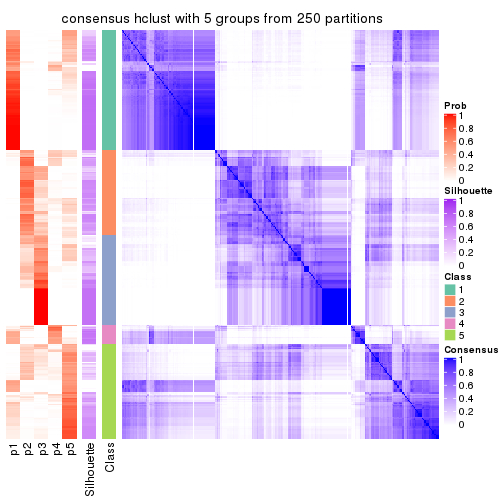 consensus hclust with 5 groups from 250 partitions
Prob
1
0.8
0.6
0.4
0.2
0
Silhouette
1
0.8
0.6
0.4
0.2
0
Class
1
2
3
4
5
Consensus
1
0.8
0.6
0.4
0.2
0
p1
p2
p3
p4
p5
Silhouette
Class